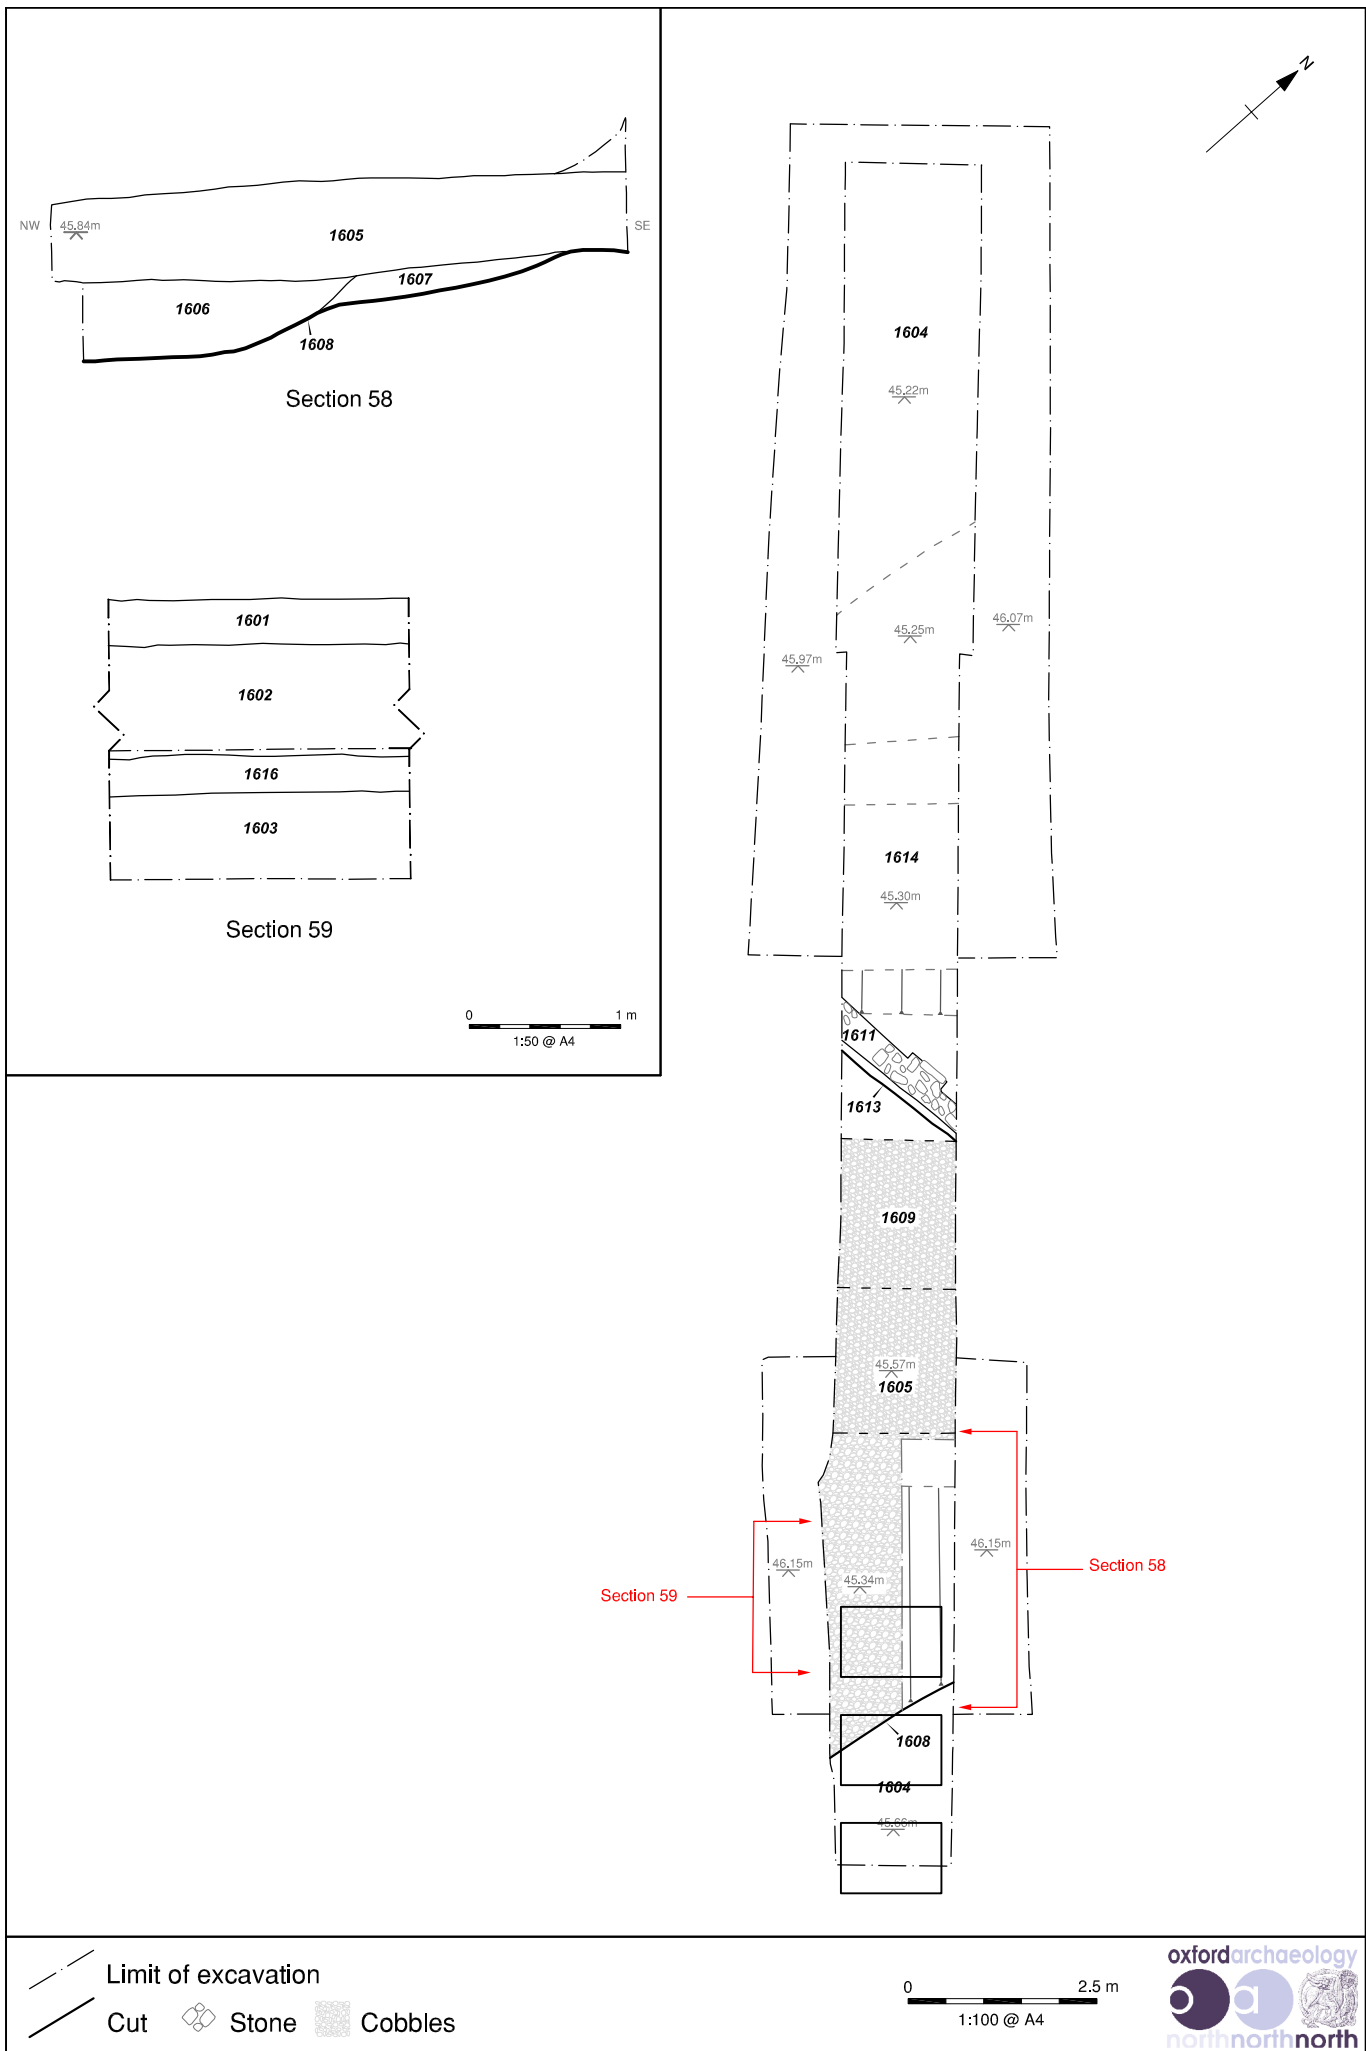 N
NW
45.84m
1605
SE
1607
1606
1608
Section 58
1601
1602
1616
1603
Section 59
0 1 m
1:50 @ A4
1604
45.22m
45.25m
46.07m
45.97m
1614
45.30m
1611
1613
1609
45.57m
1605
46.15m
45.34m
46.15m
Section 59
Section 58
1608
1604
45.66m
Limit of excavation
Cut
Stone
Cobbles
0 2.5 m
1:100 @ A4
oxfordarchaeology
o a
northnorthnorth